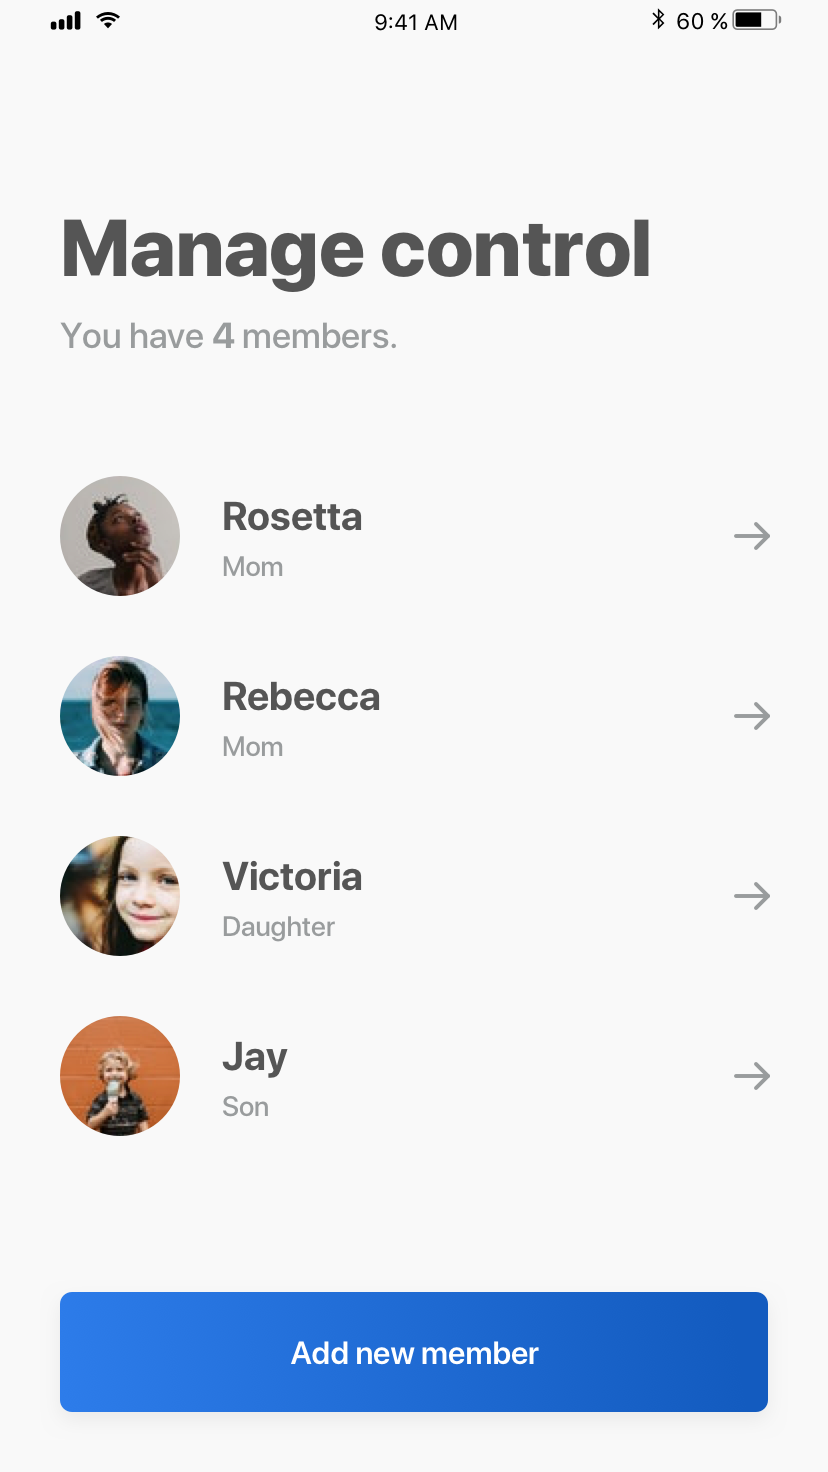 9:41 AM 60 %
Manage control
You have 4 members.
Rosetta
Mom
Rebecca
Mom
Victoria
Daughter
Jay
Son
Add new member